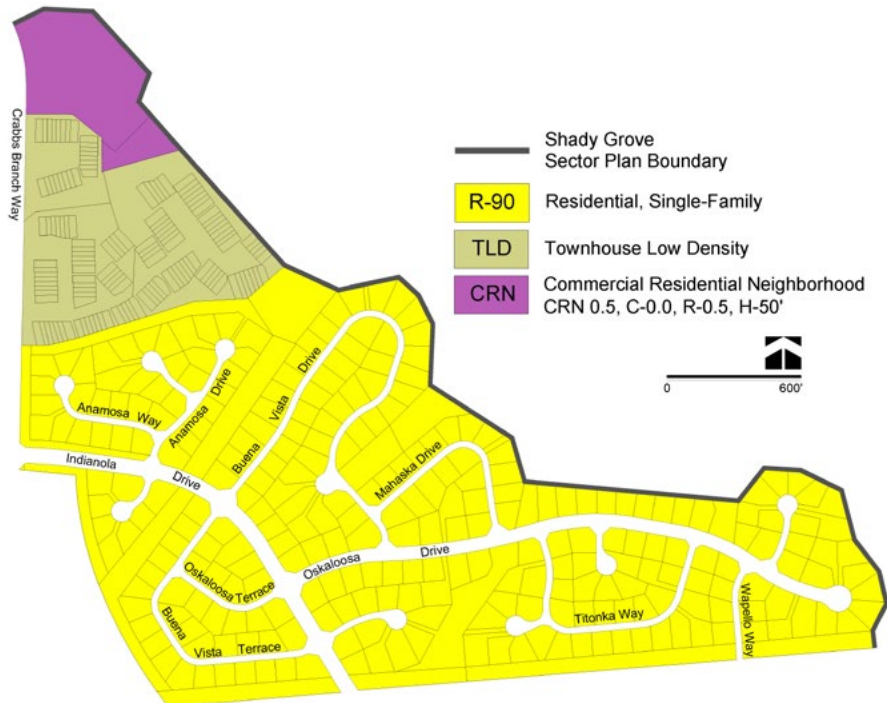 Crabbs Branch Way
Shady Grove
Sector Plan Boundary
R-90 Residential, Single-Family
TLD Townhouse Low Density
CRN Commercial Residential Neighborhood
CRN 0.5, C-0.0, R-0.5, H-50'
0 600'
Anamosa Way
Anamosa Drive
Buena Vista Drive
Indianola Drive
Mahaska Drive
Oskaloosa Drive
Oskaloosa Terrace
Buena Vista Terrace
Titonka Way
Wapello Way